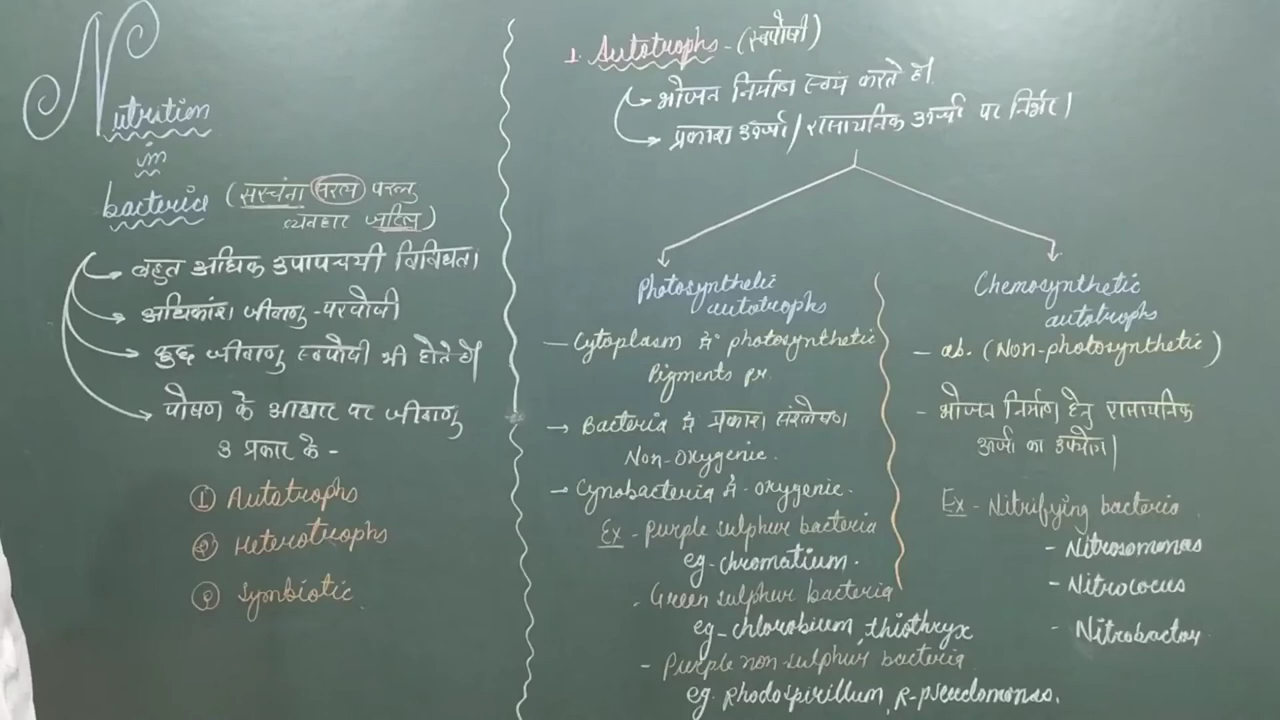 Nutrition
in
bacteria (सरंचना सरल परन्तु
व्यवहार जटिल)
बहुत अधिक उपापचयी विविधता।
अधिकांश जीवाणु - परपोषी
कुछ जीवाणु स्वपोषी भी होते हैं।
पोषण के आधार पर जीवाणु
3 प्रकार के -
① Autotrophs
② Heterotrophs
③ Symbiotic
1. Autotrophs - (स्वपोषी)
भोजन निर्माण स्वयं करते हैं।
प्रकाश ऊर्जा / रासायनिक ऊर्जा पर निर्भर।
Photosynthetic
autotrophs
- Cytoplasm में photosynthetic
Pigments pr.
→ Bacteria में प्रकाश संश्लेषण
Non-Oxygenic.
→ Cynobacteria में - oxygenic.
Ex - Purple sulphur bacteria
eg - chromatium.
. Green sulphur bacteria
eg - chlorobium, thiothryx
- Purple non-sulphur bacteria
eg. Rhodospirillum, R-pseudomonas.
Chemosynthetic
autotrophs
- ab. (Non-photosynthetic)
- भोजन निर्माण हेतु रासायनिक
ऊर्जा का उपयोग।
Ex - Nitrifying bacteria
- Nitrosomonas
- Nitrococus
- Nitrobactor